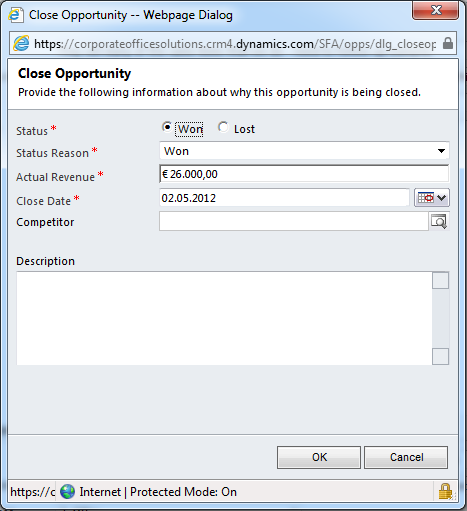 Close Opportunity -- Webpage Dialog
https://corporateofficesolutions.crm4.dynamics.com/SFA/opps/dlg_closeop
Close Opportunity
Provide the following information about why this opportunity is being closed.
Status * Won Lost
Status Reason * Won
Actual Revenue * € 26.000,00
Close Date * 02.05.2012
Competitor
Description
OK Cancel
https://c Internet | Protected Mode: On